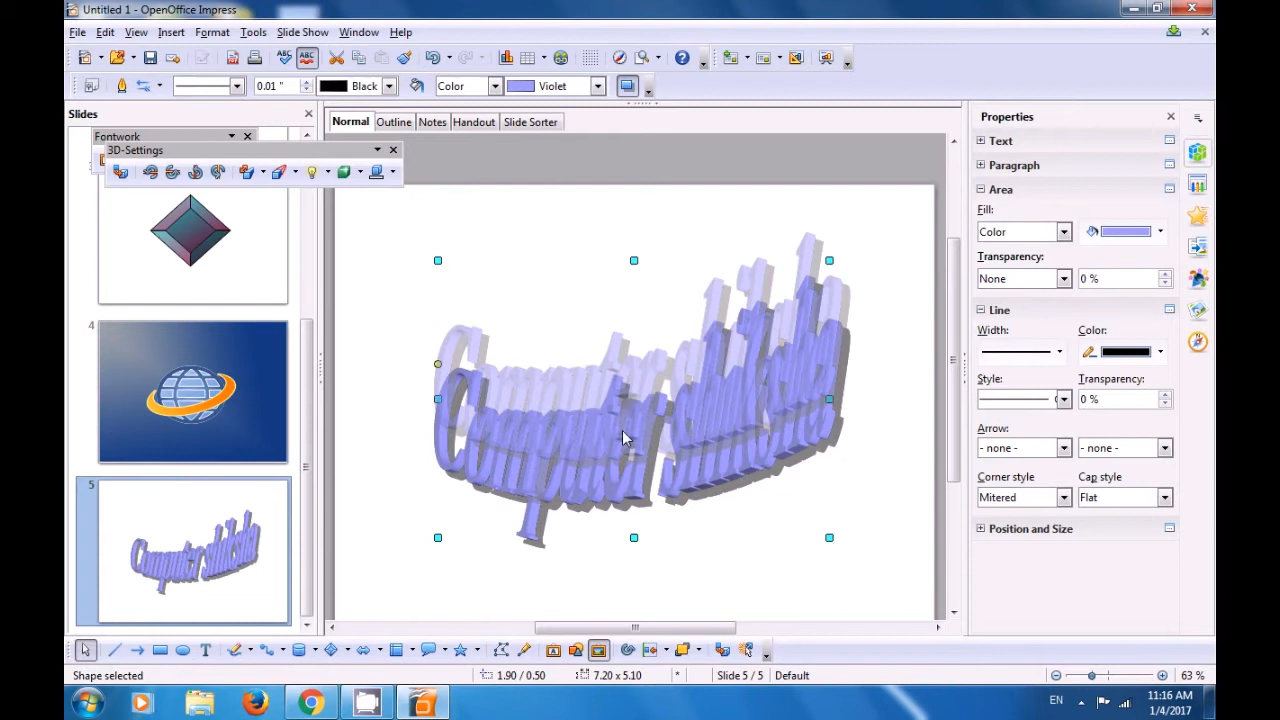 Untitled 1 - OpenOffice Impress
File Edit View Insert Format Tools Slide Show Window Help
0.01 " Black Color Violet
Slides
Normal Outline Notes Handout Slide Sorter
Properties
Fontwork
3D-Settings
Text
Paragraph
Area
Fill:
Color
Transparency:
None 0 %
Line
Width: Color:
Style: Transparency:
0 %
Arrow:
- none - - none -
Corner style Cap style
Mitered Flat
Position and Size
4
5
Computer shiksha
Computer shiksha
Shape selected 1.90 / 0.50 7.20 x 5.10 * Slide 5 / 5 Default 63 %
EN 11:16 AM
1/4/2017